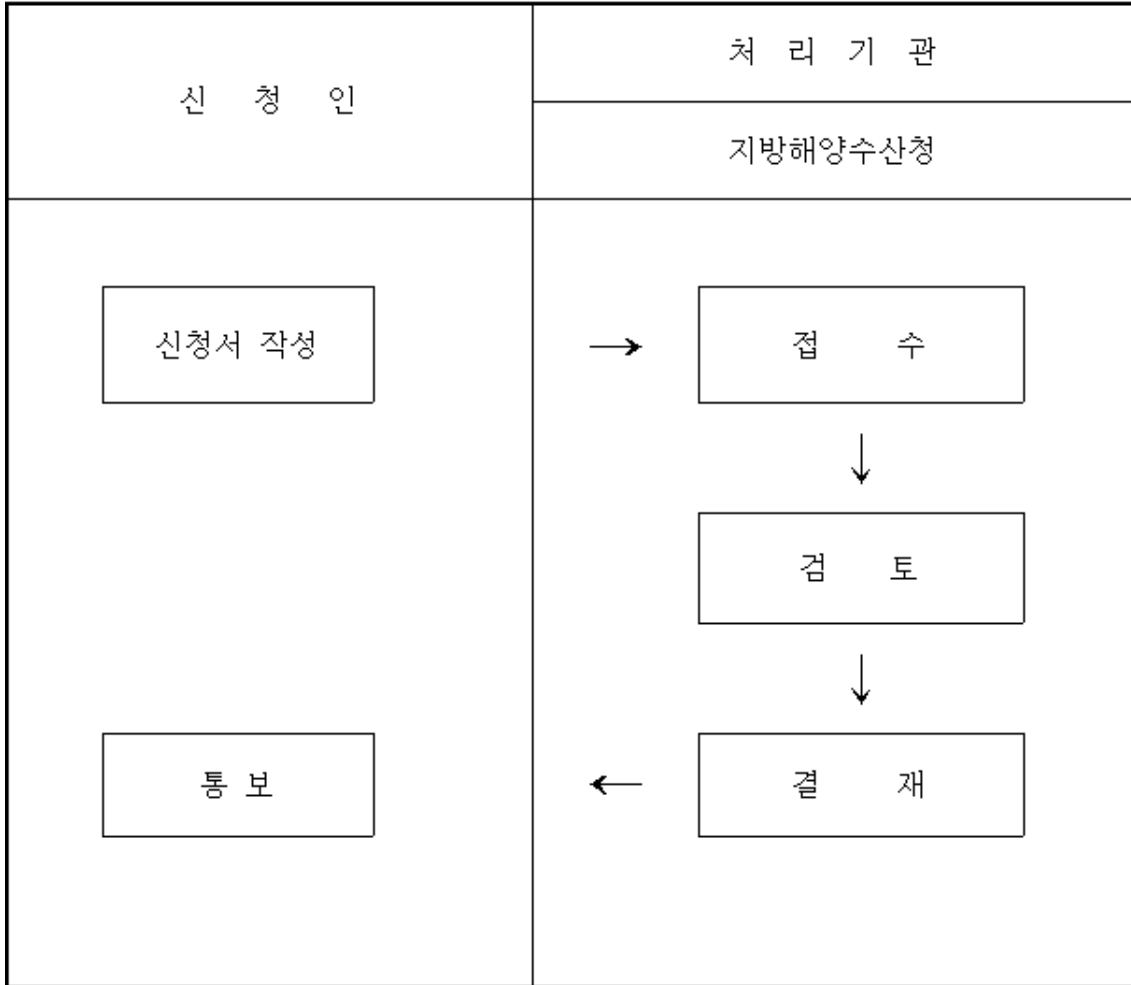 신 청 인
처 리 기 관
지방해양수산청
신청서 작성
→
접 수
↓
검 토
↓
통 보
←
결 재